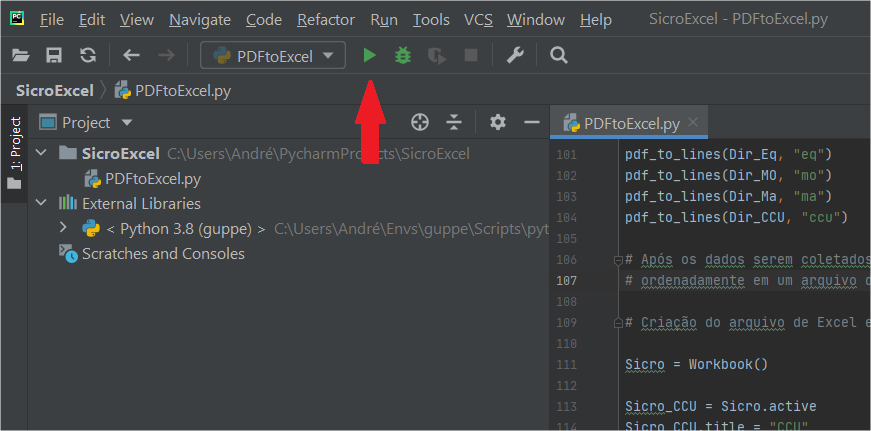 PC File Edit View Navigate Code Refactor Run Tools VCS Window Help SicroExcel - PDFtoExcel.py
PDFtoExcel
SicroExcel PDFtoExcel.py
1: Project
Project
SicroExcel C:\Users\André\PycharmProjects\SicroExcel
PDFtoExcel.py
External Libraries
< Python 3.8 (guppe) > C:\Users\André\Envs\guppe\Scripts\pyt
Scratches and Consoles
PDFtoExcel.py
101 pdf_to_lines(Dir_Eq, "eq")
102 pdf_to_lines(Dir_MO, "mo")
103 pdf_to_lines(Dir_Ma, "ma")
104 pdf_to_lines(Dir_CCU, "ccu")
105
106 # Após os dados serem coletados
107 # ordenadamente em um arquivo
108
109 # Criação do arquivo de Excel e
110
111 Sicro = Workbook()
112
113 Sicro_CCU = Sicro.active
114 Sicro_CCU.title = "CCU"